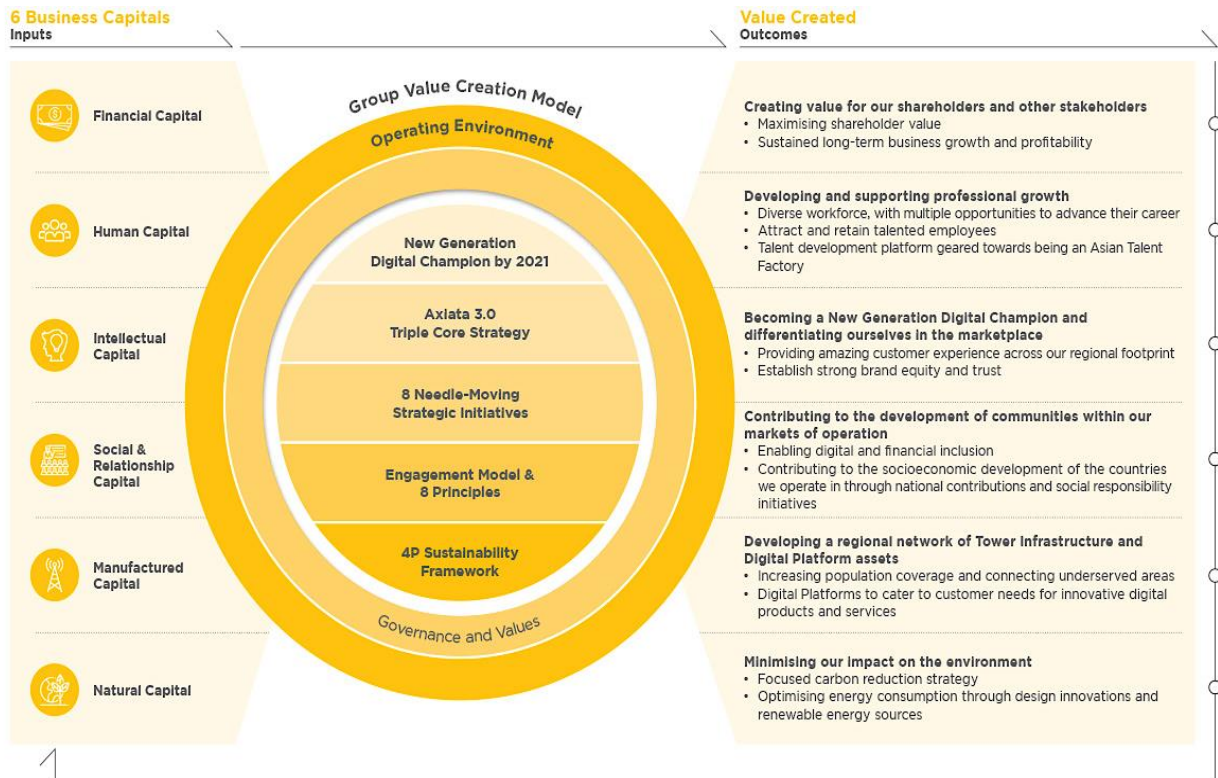 6 Business Capitals
Inputs
Financial Capital
Human Capital
Intellectual
Capital
Social &
Relationship
Capital
Manufactured
Capital
Natural Capital
Group Value Creation Model
Operating Environment
New Generation
Digital Champion by 2021
Axiata 3.0
Triple Core Strategy
8 Needle-Moving
Strategic Initiatives
Engagement Model &
8 Principles
4P Sustainability
Framework
Governance and Values
Value Created
Outcomes
Creating value for our shareholders and other stakeholders
• Maximising shareholder value
• Sustained long-term business growth and profitability
Developing and supporting professional growth
• Diverse workforce, with multiple opportunities to advance their career
• Attract and retain talented employees
• Talent development platform geared towards being an Asian Talent
Factory
Becoming a New Generation Digital Champion and
differentiating ourselves in the marketplace
• Providing amazing customer experience across our regional footprint
• Establish strong brand equity and trust
Contributing to the development of communities within our
markets of operation
• Enabling digital and financial inclusion
• Contributing to the socioeconomic development of the countries
we operate in through national contributions and social responsibility
initiatives
Developing a regional network of Tower Infrastructure and
Digital Platform assets
• Increasing population coverage and connecting underserved areas
• Digital Platforms to cater to customer needs for innovative digital
products and services
Minimising our impact on the environment
• Focused carbon reduction strategy
• Optimising energy consumption through design innovations and
renewable energy sources